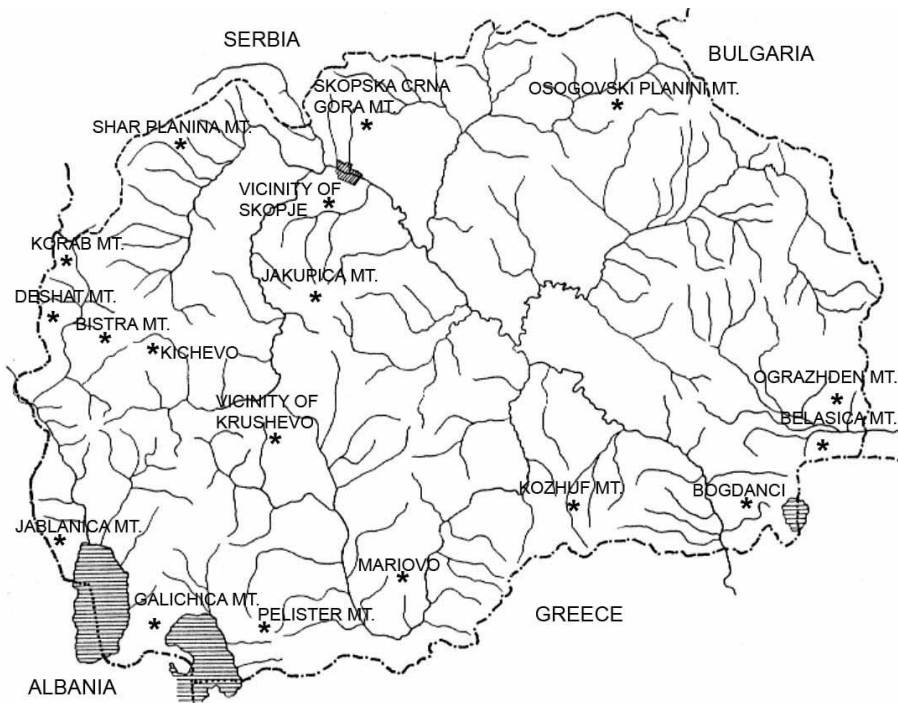 SERBIA
BULGARIA
SKOPSKA CRNA
GORA MT.
OSOGOVSKI PLANINI MT.
SHAR PLANINA MT.
VICINITY OF
SKOPJE
KORAB MT.
JAKUPICA MT.
DESHAT MT.
BISTRA MT.
KICHEVO
OGRAZHDEN MT.
VICINITY OF
KRUSHEVO
BELASICA MT.
KOZHUF MT.
BOGDANCI
JABLANICA MT.
MARIOVO
GALICHICA MT.
PELISTER MT.
GREECE
ALBANIA